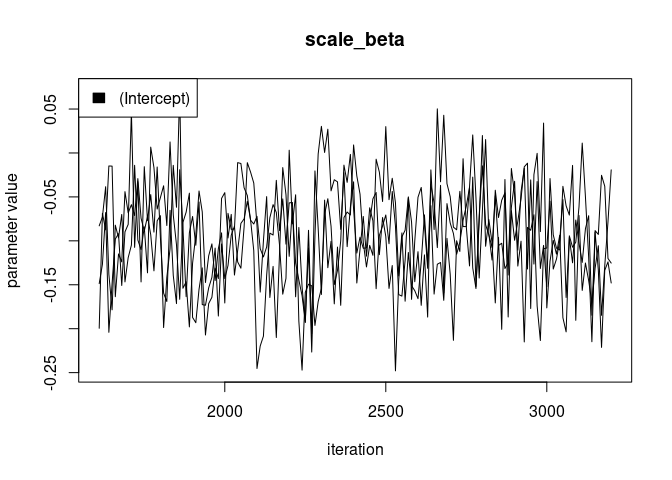 scale_beta
(Intercept)
parameter value
0.05
-0.05
-0.15
-0.25
2000 2500 3000
iteration